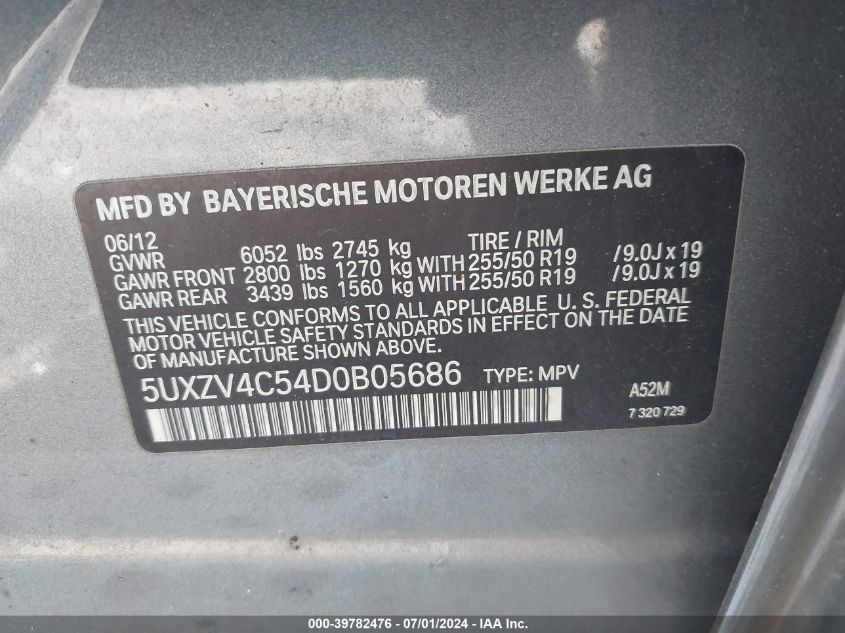 MFD BY BAYERISCHE MOTOREN WERKE AG
06/12 TIRE / RIM
GVWR 6052 lbs 2745 kg
GAWR FRONT 2800 lbs 1270 kg WITH 255/50 R19 /9.0J x 19
GAWR REAR 3439 lbs 1560 kg WITH 255/50 R19 /9.0J x 19
THIS VEHICLE CONFORMS TO ALL APPLICABLE U. S. FEDERAL
MOTOR VEHICLE SAFETY STANDARDS IN EFFECT ON THE DATE
OF MANUFACTURE SHOWN ABOVE.
5UXZV4C54D0B05686 TYPE: MPV
A52M
7 320 729
000-39782476 - 07/01/2024 - IAA Inc.